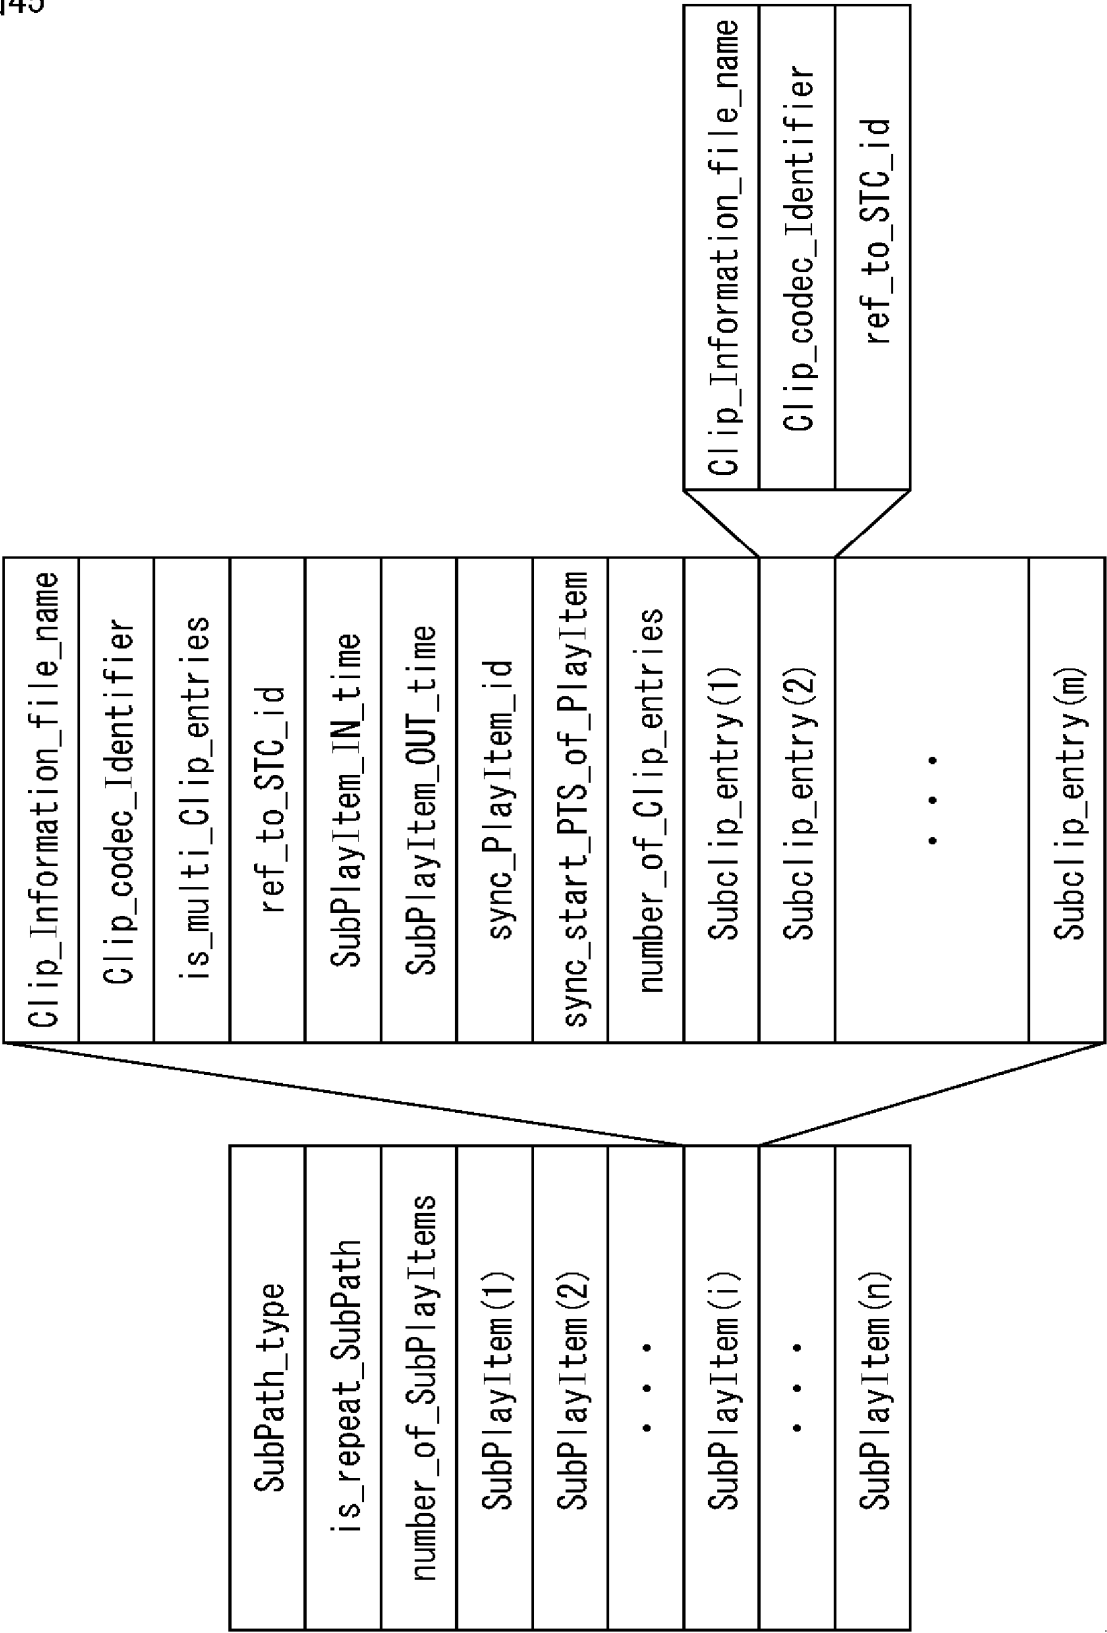 SubPath_type
is_repeat_SubPath
number_of_SubPlayItems
SubPlayItem(1)
SubPlayItem(2)
• • •
SubPlayItem(i)
• • •
SubPlayItem(n)
Clip_Information_file_name
Clip_codec_Identifier
is_multi_Clip_entries
ref_to_STC_id
SubPlayItem_IN_time
SubPlayItem_OUT_time
sync_PlayItem_id
sync_start_PTS_of_PlayItem
number_of_Clip_entries
Subclip_entry(1)
Subclip_entry(2)
• • •
Subclip_entry(m)
Clip_Information_file_name
Clip_codec_Identifier
ref_to_STC_id